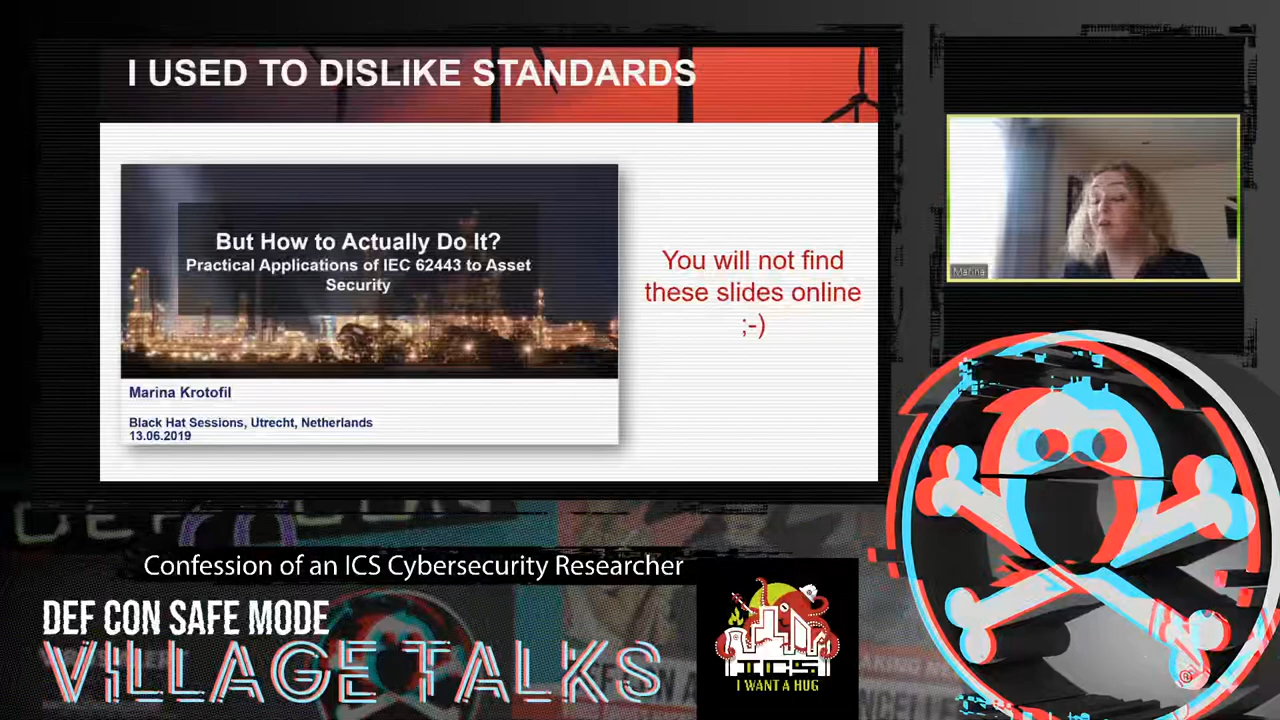 I USED TO DISLIKE STANDARDS
But How to Actually Do It?
Practical Applications of IEC 62443 to Asset
Security
Marina Krotofil
Black Hat Sessions, Utrecht, Netherlands
13.06.2019
You will not find
these slides online
;-)
Marina
Confession of an ICS Cybersecurity Researcher
DEF CON SAFE MODE
VILLAGE TALKS
ICS
I WANT A HUG
®